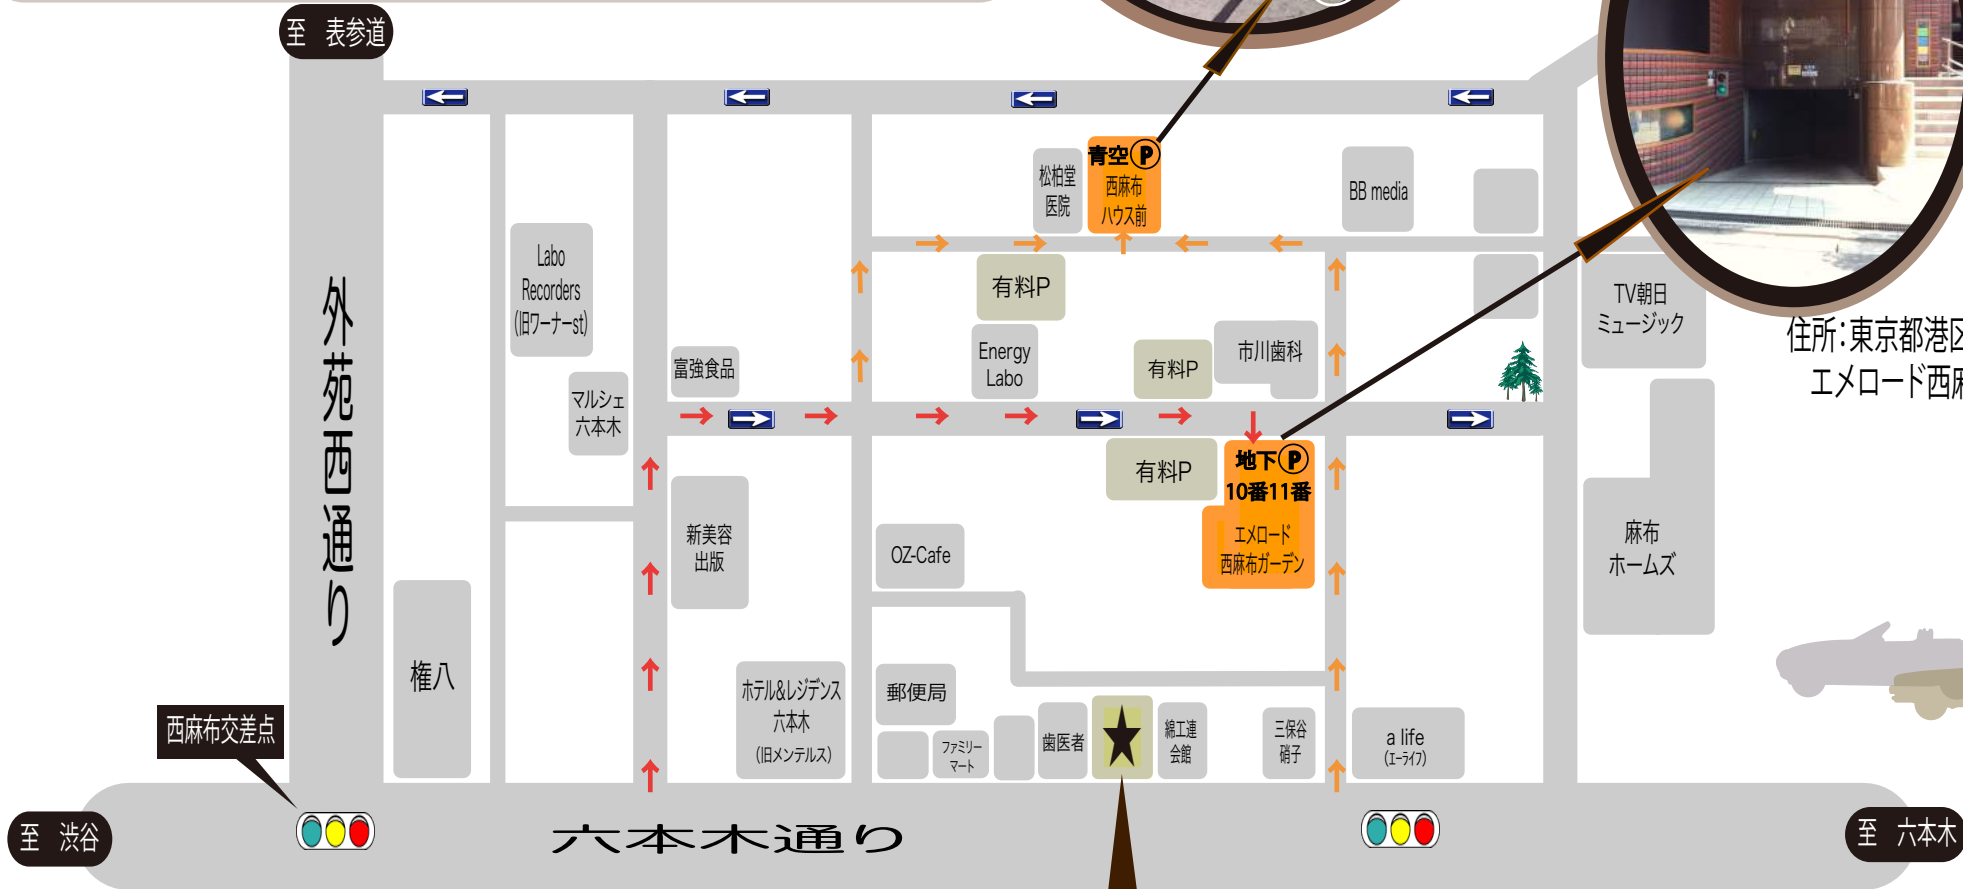 至 表参道
青空Ⓟ
西麻布
ハウス前
松柏堂
医院
BB media
Labo
Recorders
(旧ワーナーst)
有料P
TV朝日
ミュージック
住所:東京都港区
エメロード西麻
外苑西通り
富強食品
Energy
Labo
有料P
市川歯科
マルシェ
六本木
有料P
地下Ⓟ
10番11番
エメロード
西麻布ガーデン
新美容
出版
OZ-Cafe
麻布
ホームズ
権八
ホテル&レジデンス
六本木
(旧メンテルス)
郵便局
ファミリー
マート
歯医者
綿工連
会館
三保谷
硝子
a life
(エーライフ)
西麻布交差点
至 渋谷
六本木通り
至 六本木